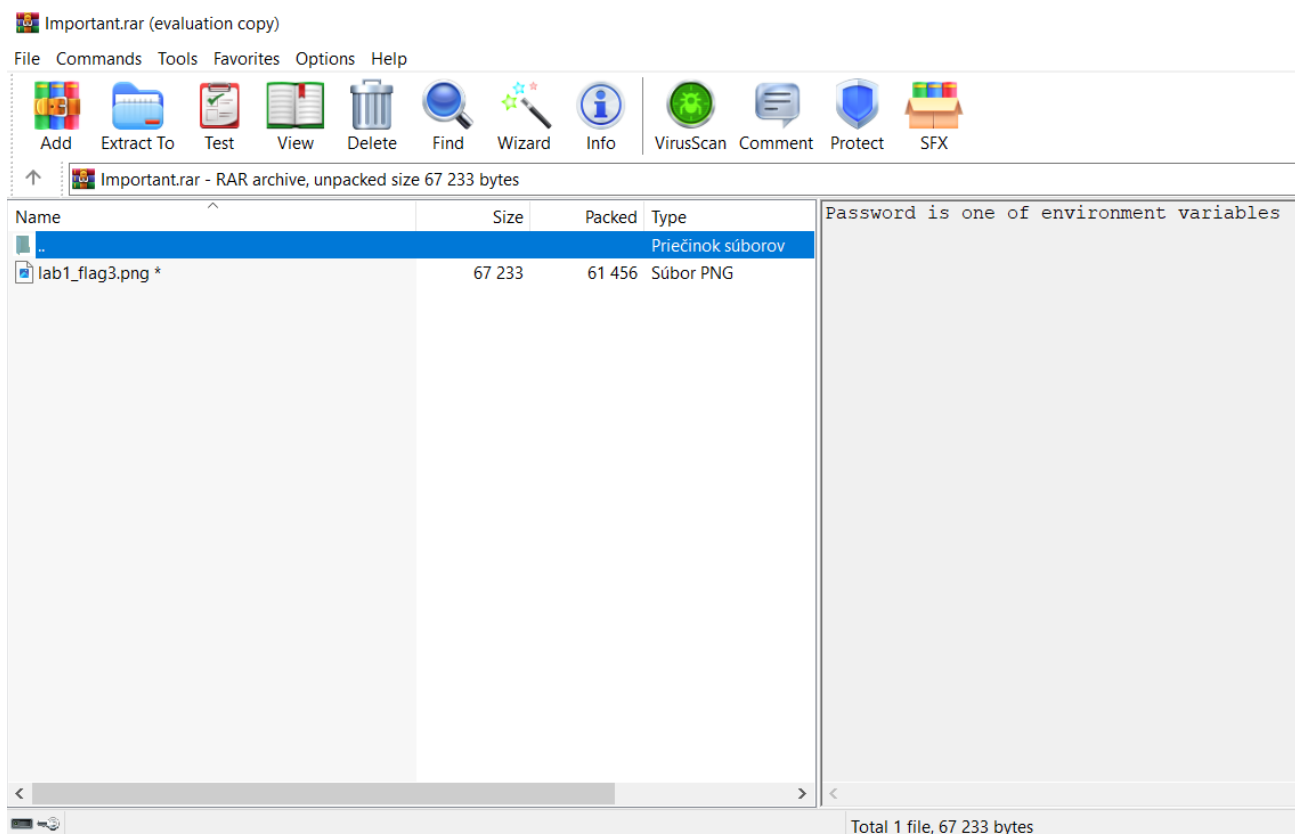 Important.rar (evaluation copy)
File Commands Tools Favorites Options Help
Add Extract To Test View Delete Find Wizard Info VirusScan Comment Protect SFX
Important.rar - RAR archive, unpacked size 67 233 bytes
Name Size Packed Type
.. Priečinok súborov
lab1_flag3.png * 67 233 61 456 Súbor PNG
Password is one of environment variables
Total 1 file, 67 233 bytes